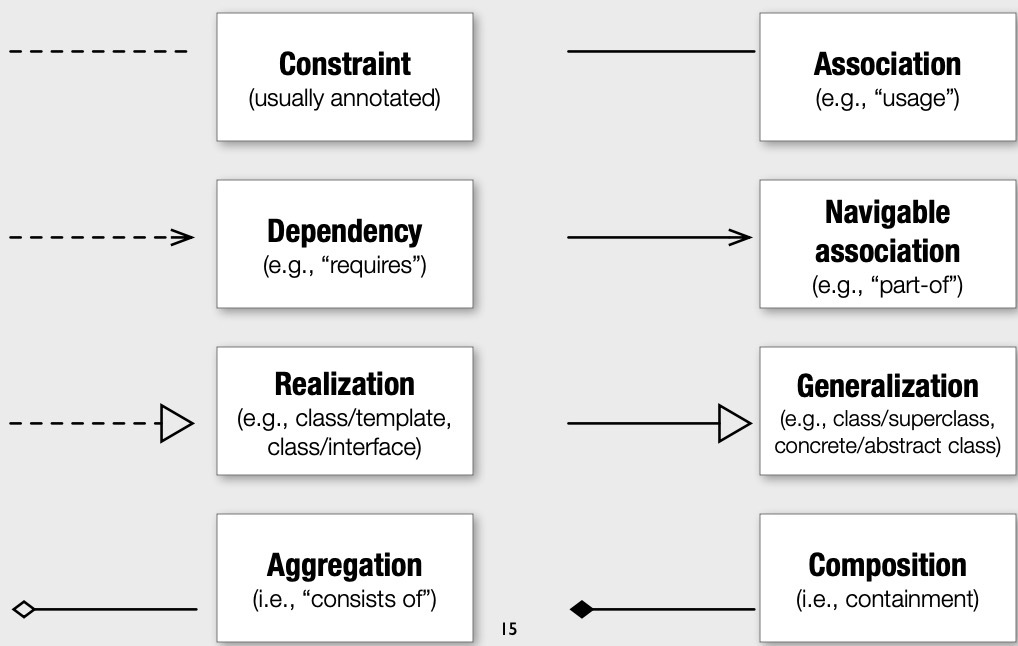 Constraint
(usually annotated)
Association
(e.g., “usage”)
Dependency
(e.g., “requires”)
Navigable
association
(e.g., “part-of”)
Realization
(e.g., class/template,
class/interface)
Generalization
(e.g., class/superclass,
concrete/abstract class)
Aggregation
(i.e., “consists of”)
Composition
(i.e., containment)
15